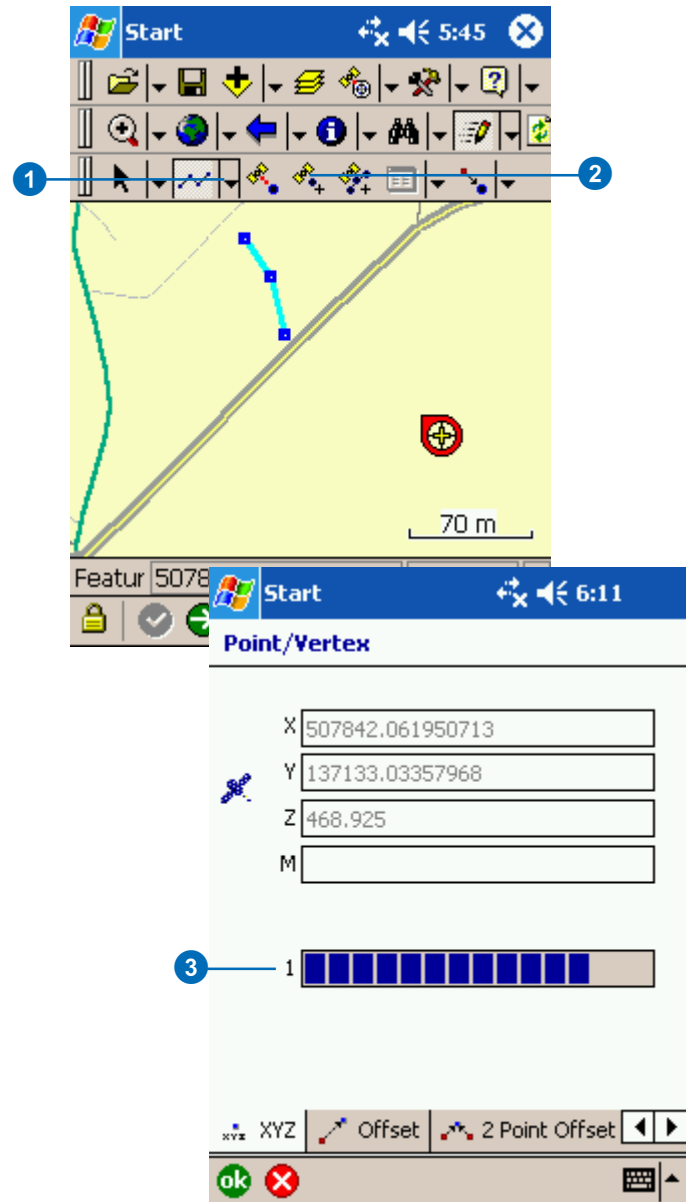 Start 5:45
1
2
70 m
Featur 5078
Start 6:11
Point/Vertex
X 507842.061950713
Y 137133.03357968
Z 468.925
M
3
1
xyz XYZ Offset 2 Point Offset
ok